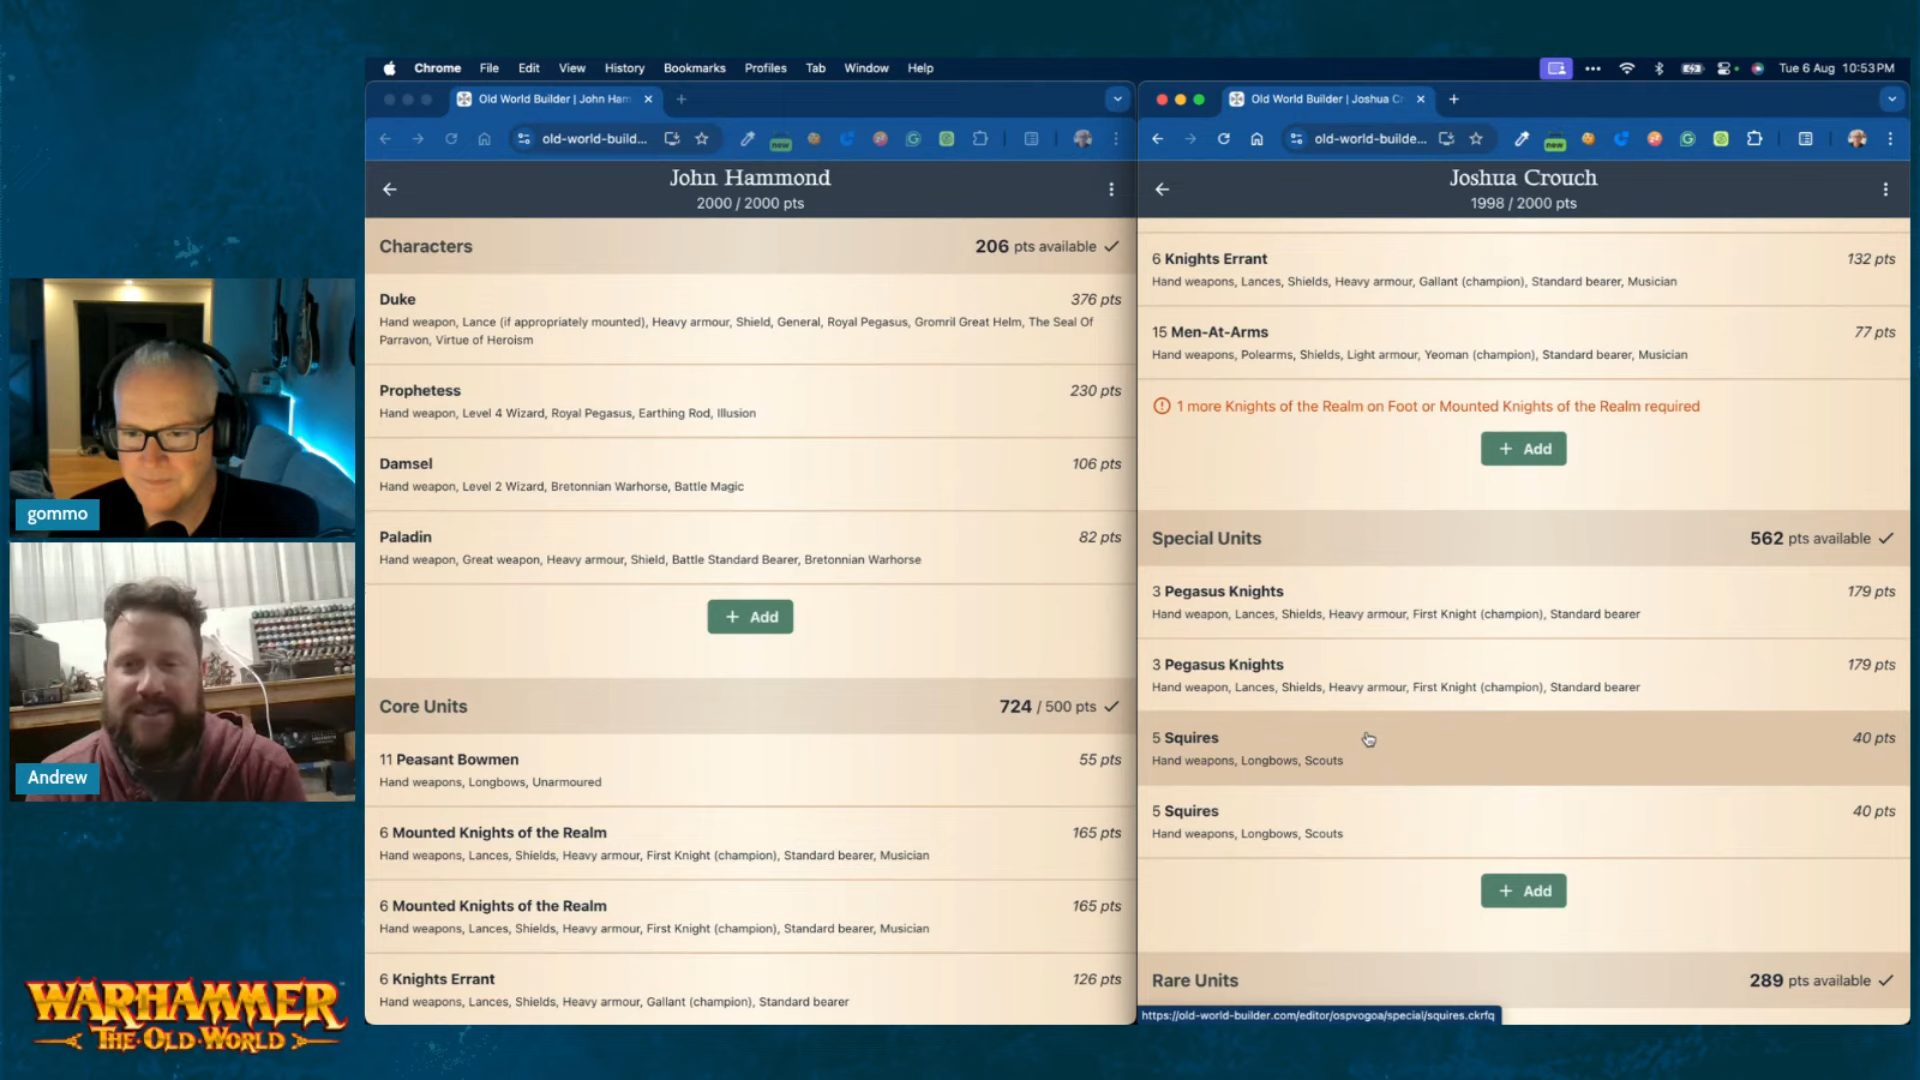 Chrome File Edit View History Bookmarks Profiles Tab Window Help
Tue 6 Aug 10:53 PM
Old World Builder | John Ham
old-world-build...
new
John Hammond
2000 / 2000 pts
Characters
206 pts available
Duke
376 pts
Hand weapon, Lance (if appropriately mounted), Heavy armour, Shield, General, Royal Pegasus, Gromril Great Helm, The Seal Of
Parravon, Virtue of Heroism
Prophetess
230 pts
Hand weapon, Level 4 Wizard, Royal Pegasus, Earthing Rod, Illusion
Damsel
106 pts
Hand weapon, Level 2 Wizard, Bretonnian Warhorse, Battle Magic
Paladin
82 pts
Hand weapon, Great weapon, Heavy armour, Shield, Battle Standard Bearer, Bretonnian Warhorse
+ Add
Core Units
724 / 500 pts
11 Peasant Bowmen
55 pts
Hand weapons, Longbows, Unarmoured
6 Mounted Knights of the Realm
165 pts
Hand weapons, Lances, Shields, Heavy armour, First Knight (champion), Standard bearer, Musician
6 Mounted Knights of the Realm
165 pts
Hand weapons, Lances, Shields, Heavy armour, First Knight (champion), Standard bearer, Musician
6 Knights Errant
126 pts
Hand weapons, Lances, Shields, Heavy armour, Gallant (champion), Standard bearer
Old World Builder | Joshua Cr
old-world-builde...
new
Joshua Crouch
1998 / 2000 pts
6 Knights Errant
132 pts
Hand weapons, Lances, Shields, Heavy armour, Gallant (champion), Standard bearer, Musician
15 Men-At-Arms
77 pts
Hand weapons, Polearms, Shields, Light armour, Yeoman (champion), Standard bearer, Musician
1 more Knights of the Realm on Foot or Mounted Knights of the Realm required
+ Add
Special Units
562 pts available
3 Pegasus Knights
179 pts
Hand weapon, Lances, Shields, Heavy armour, First Knight (champion), Standard bearer
3 Pegasus Knights
179 pts
Hand weapon, Lances, Shields, Heavy armour, First Knight (champion), Standard bearer
5 Squires
40 pts
Hand weapons, Longbows, Scouts
5 Squires
40 pts
Hand weapons, Longbows, Scouts
+ Add
Rare Units
289 pts available
https://old-world-builder.com/editor/ospvogoa/special/squires.ckrfq
gommo
Andrew
WARHAMMER
THE OLD WORLD